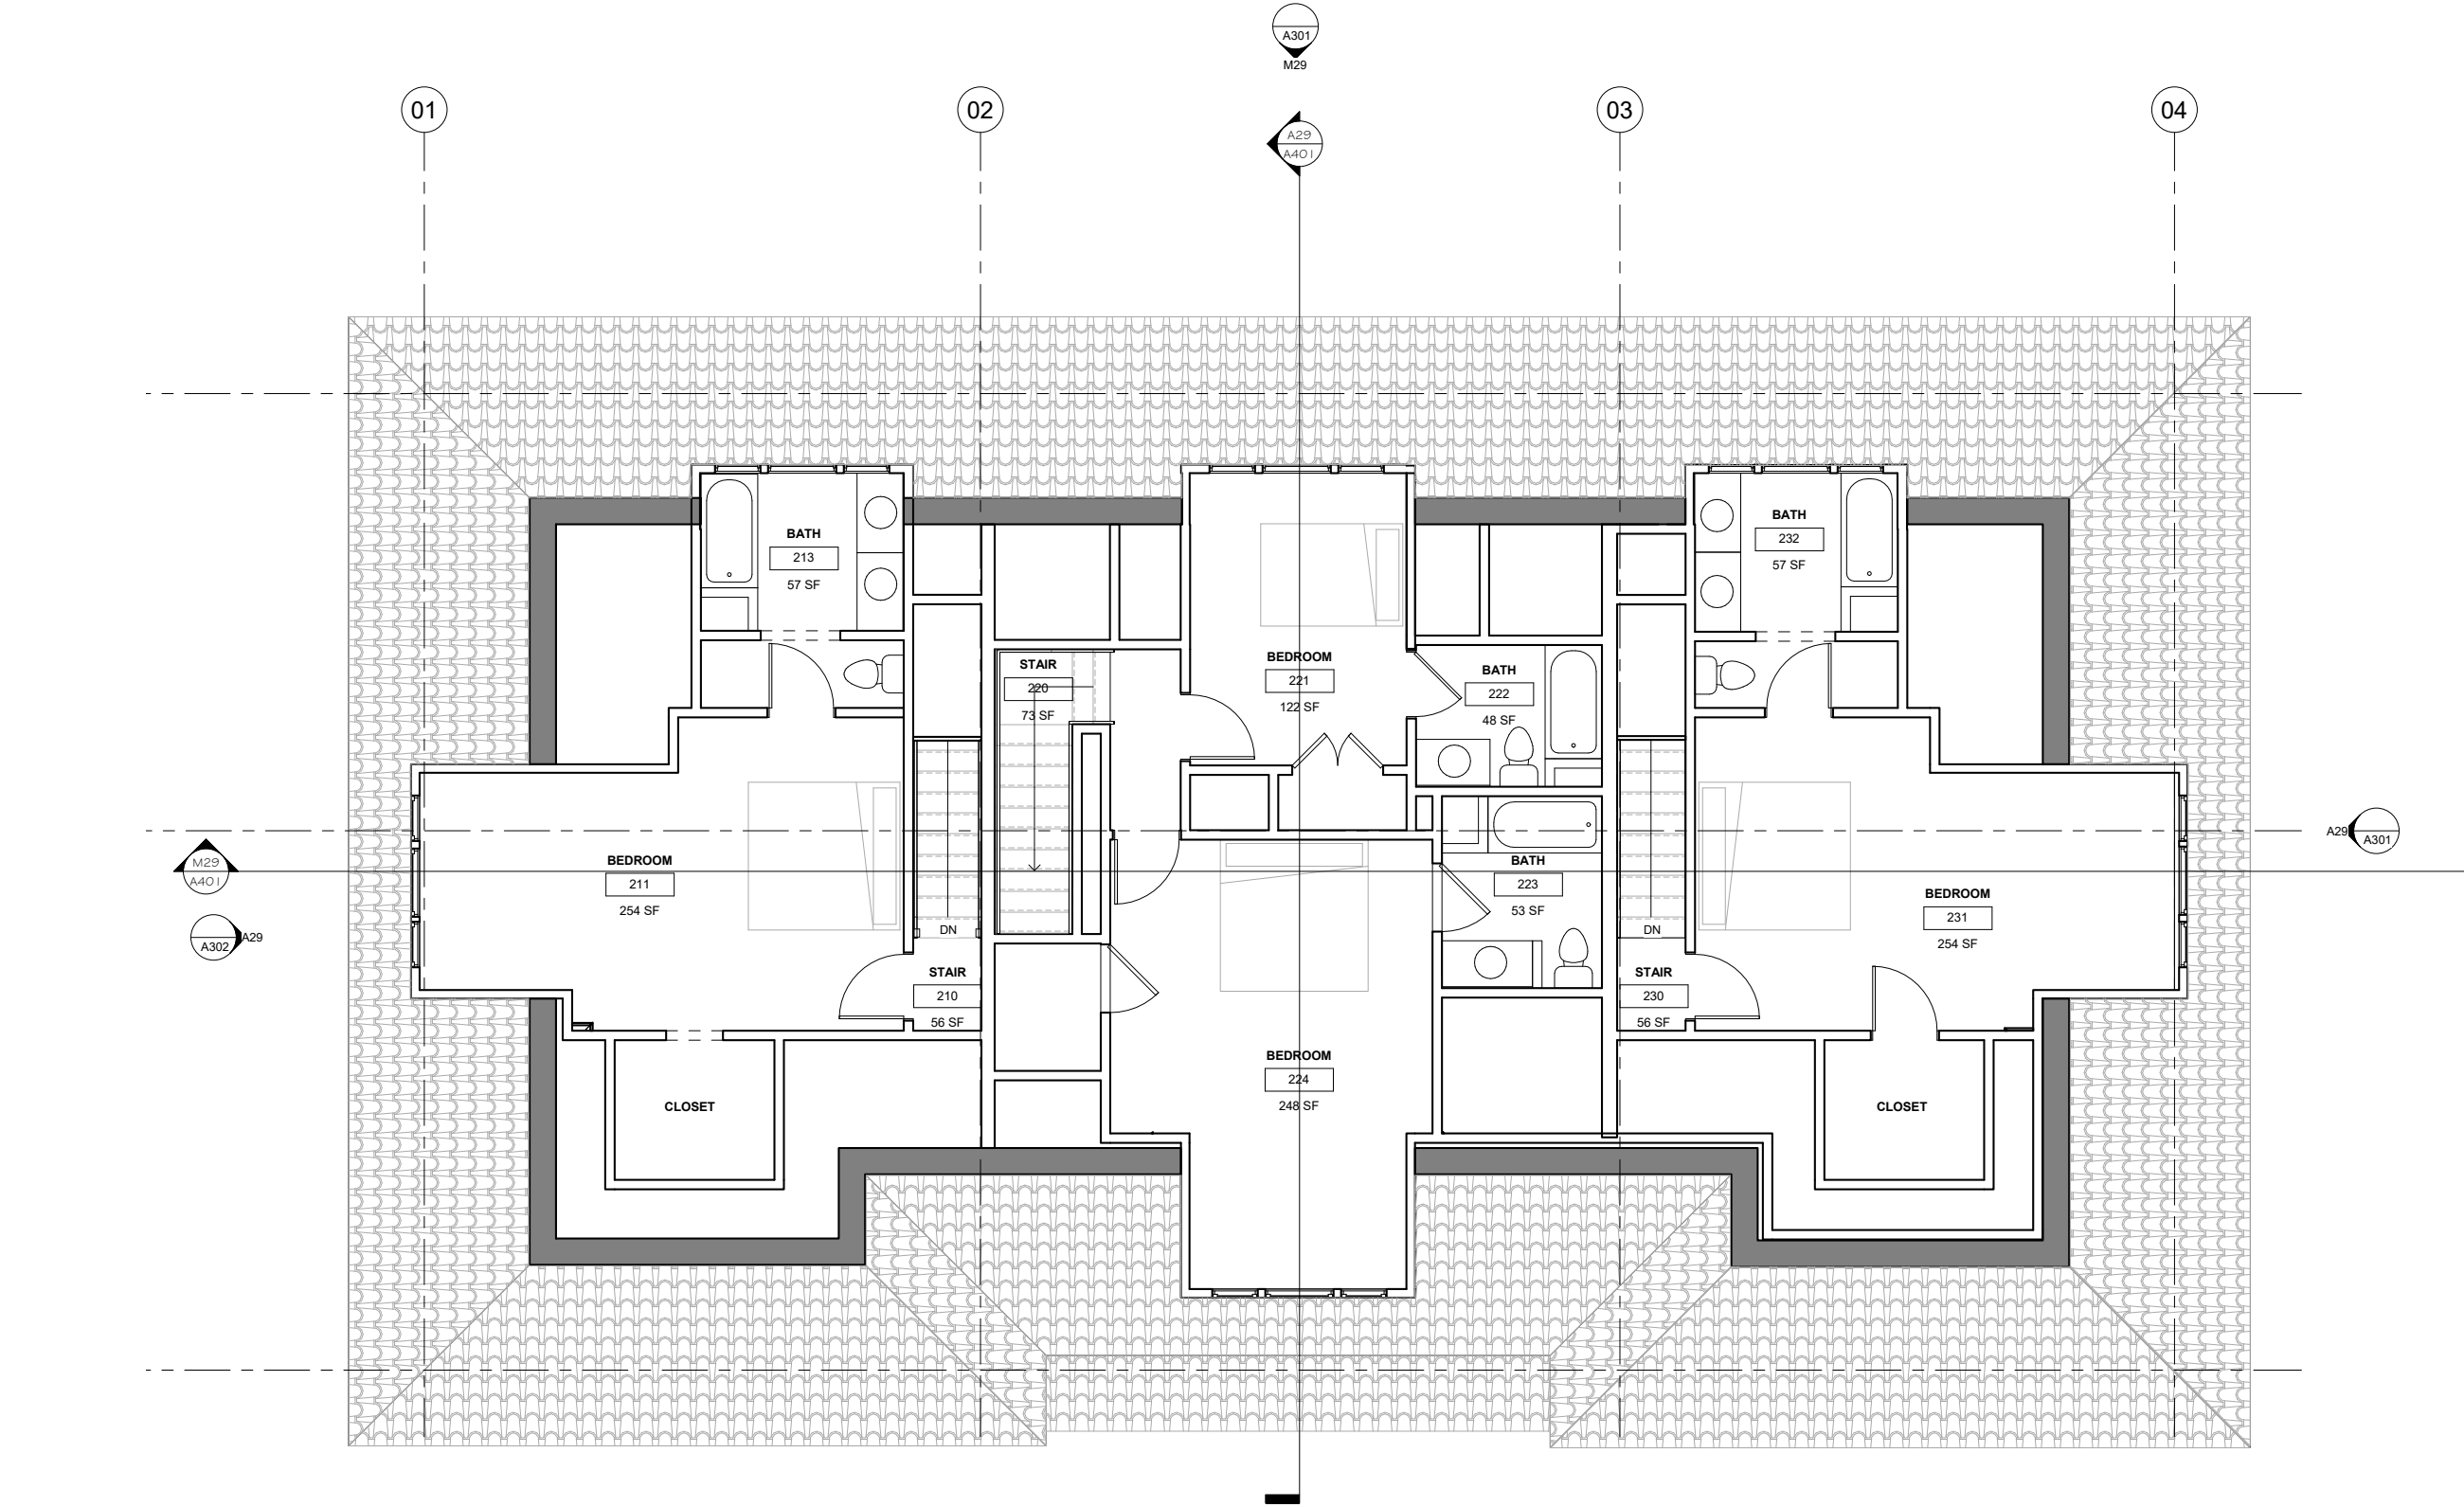 A301
M29
01
02
03
04
A29
A401
BATH
213
57 SF
BATH
232
57 SF
STAIR
220
73 SF
BEDROOM
221
122 SF
BATH
222
48 SF
BEDROOM
211
254 SF
BATH
223
53 SF
BEDROOM
231
254 SF
M29
A401
A29
A301
A302
A29
DN
DN
STAIR
210
56 SF
STAIR
230
56 SF
BEDROOM
224
248 SF
CLOSET
CLOSET